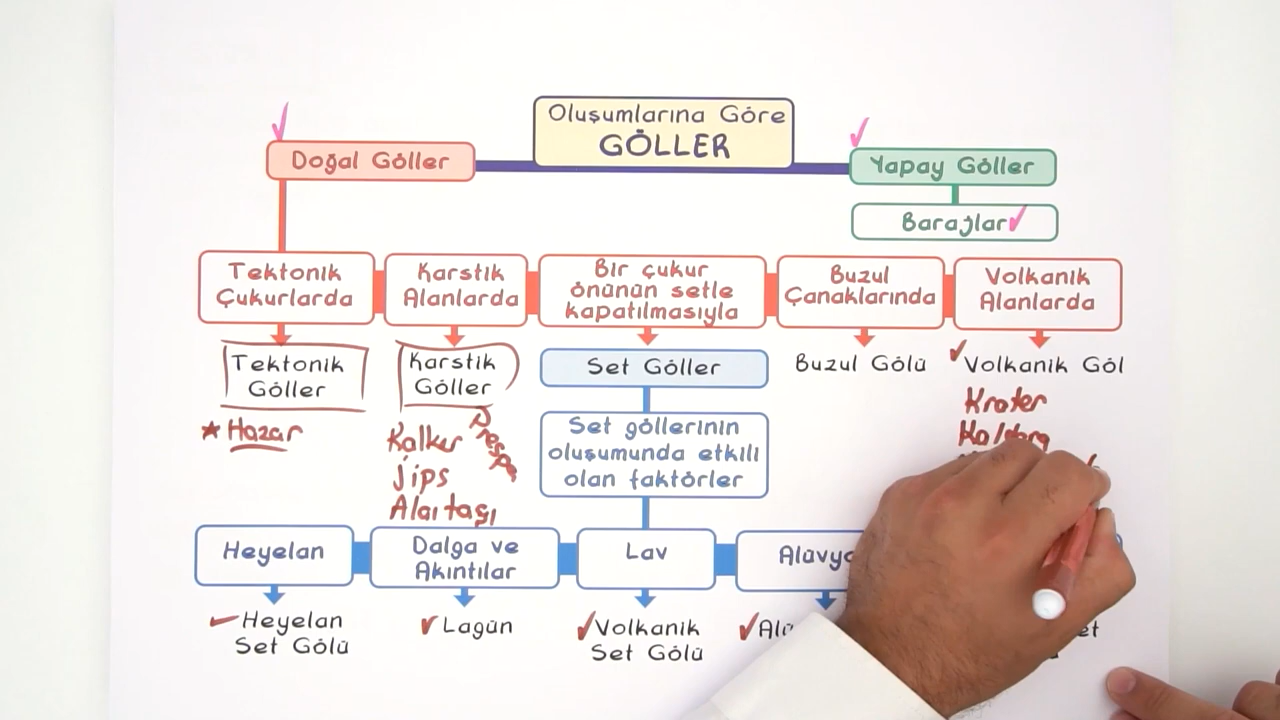 Oluşumlarına Göre
GÖLLER
Doğal Göller
Yapay Göller
Barajlar
Tektonik
Çukurlarda
Karstik
Alanlarda
Bir çukur
önünün setle
kapatılmasıyla
Buzul
Çanaklarında
Volkanik
Alanlarda
Tektonik
Göller
Karstik
Göller
Set Göller
Buzul Gölü
Volkanik Göl
Hazar
Kalker
Jips
Alçıtaşı
Set göllerinin
oluşumunda etkili
olan faktörler
Krater
Kaldera
Heyelan
Dalga ve
Akıntılar
Lav
Heyelan
Set Gölü
Lagün
Volkanik
Set Gölü